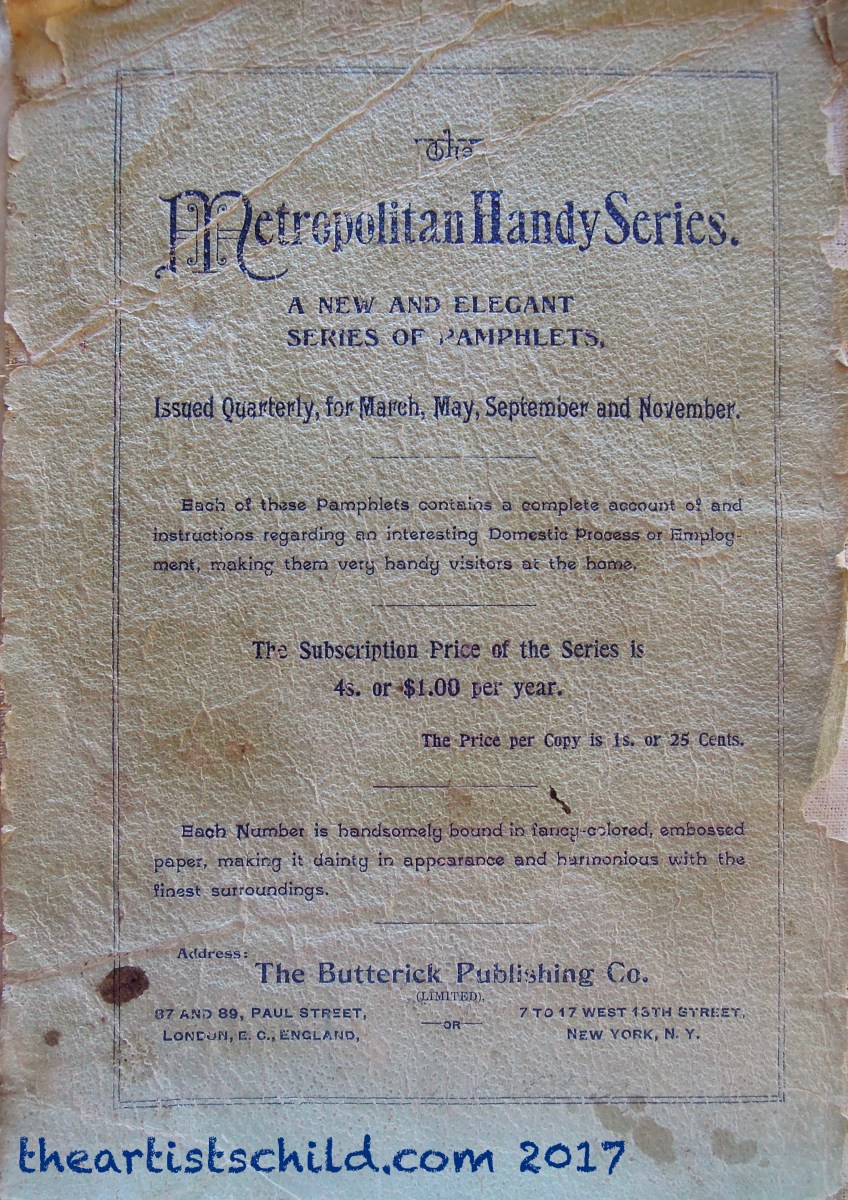 The
Metropolitan Handy Series.
A NEW AND ELEGANT
SERIES OF PAMPHLETS,
Issued Quarterly, for March, May, September and November.
Each of these Pamphlets contains a complete account of and
instructions regarding an interesting Domestic Process or Employ-
ment, making them very handy visitors at the home.
The Subscription Price of the Series is
4s. or $1.00 per year.
The Price per Copy is 1s. or 25 Cents.
Each Number is handsomely bound in fancy-colored, embossed
paper, making it dainty in appearance and harmonious with the
finest surroundings.
Address:
The Butterick Publishing Co.
(LIMITED),
87 AND 89, PAUL STREET,
LONDON, E. C., ENGLAND,
—OR—
7 TO 17 WEST 13TH STREET,
NEW YORK, N. Y.
theartistschild.com 2017